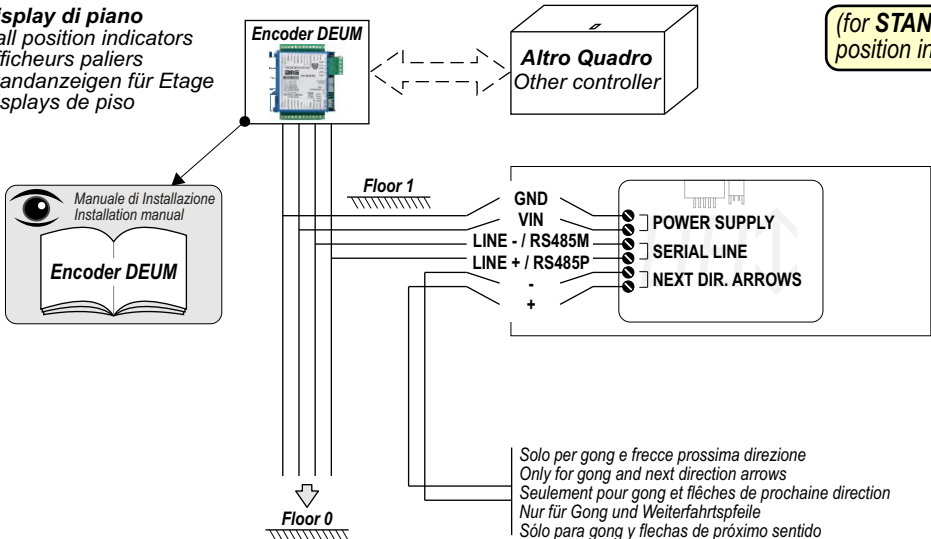 isplay di piano
all position indicators
fficheurs paliers
tandanzeigen für Etage
isplays de piso
Encoder DEUM
Altro Quadro
Other controller
(for STAN
position in
Manuale di Installazione
Installation manual
Encoder DEUM
Floor 1
GND
VIN
LINE - / RS485M
LINE + / RS485P
-
+
POWER SUPPLY
SERIAL LINE
NEXT DIR. ARROWS
Solo per gong e frecce prossima direzione
Only for gong and next direction arrows
Seulement pour gong et flêches de prochaine direction
Nur für Gong und Weiterfahrtspfeile
Sólo para gong y flechas de próximo sentido
Floor 0